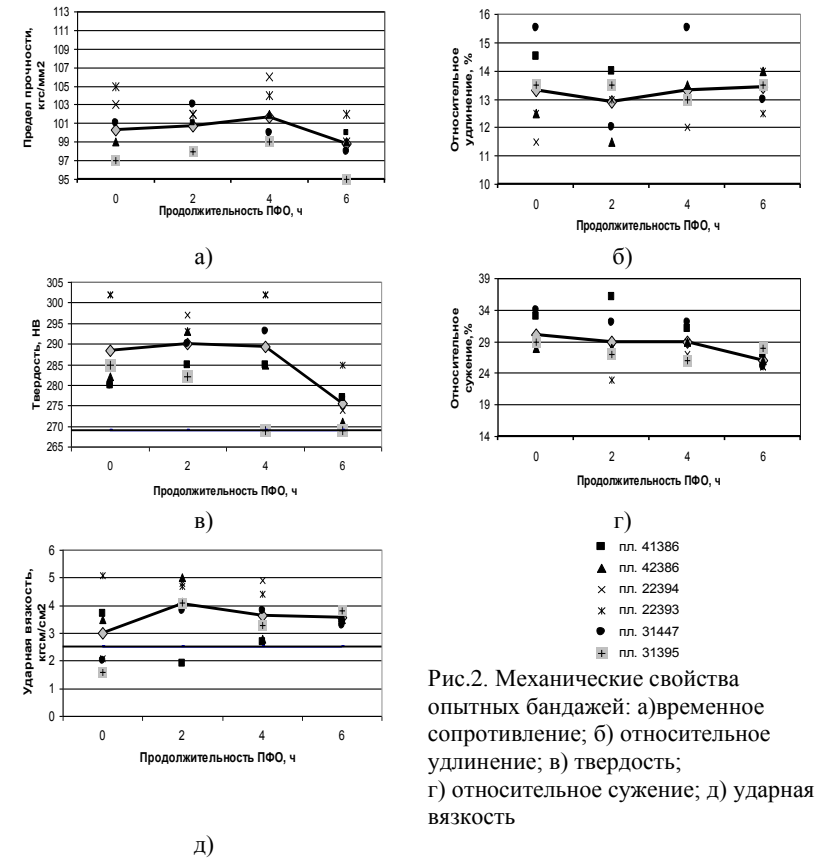 113
111
109
107
105
103
101
99
97
95
Предел прочности,
кгс/мм2
0 2 4 6
Продолжительность ПФО, ч
а)
16
15
14
13
12
11
10
Относительное
удлинение, %
0 2 4 6
Продолжительность ПФО, ч
б)
305
300
295
290
285
280
275
270
265
Твердость, НВ
0 2 4 6
Продолжительность ПФО, ч
в)
39
34
29
24
19
14
Относительное
сужение,%
0 2 4 6
Продолжительность ПФО, ч
г)
6
5
4
3
2
1
0
Ударная вязкость,
кгсм/см2
0 2 4 6
Продолжительность ПФО, ч
д)
пл. 41386
пл. 42386
пл. 22394
пл. 22393
пл. 31447
пл. 31395
Рис.2. Механические свойства
опытных бандажей: а)временное
сопротивление; б) относительное
удлинение; в) твердость;
г) относительное сужение; д) ударная
вязкость